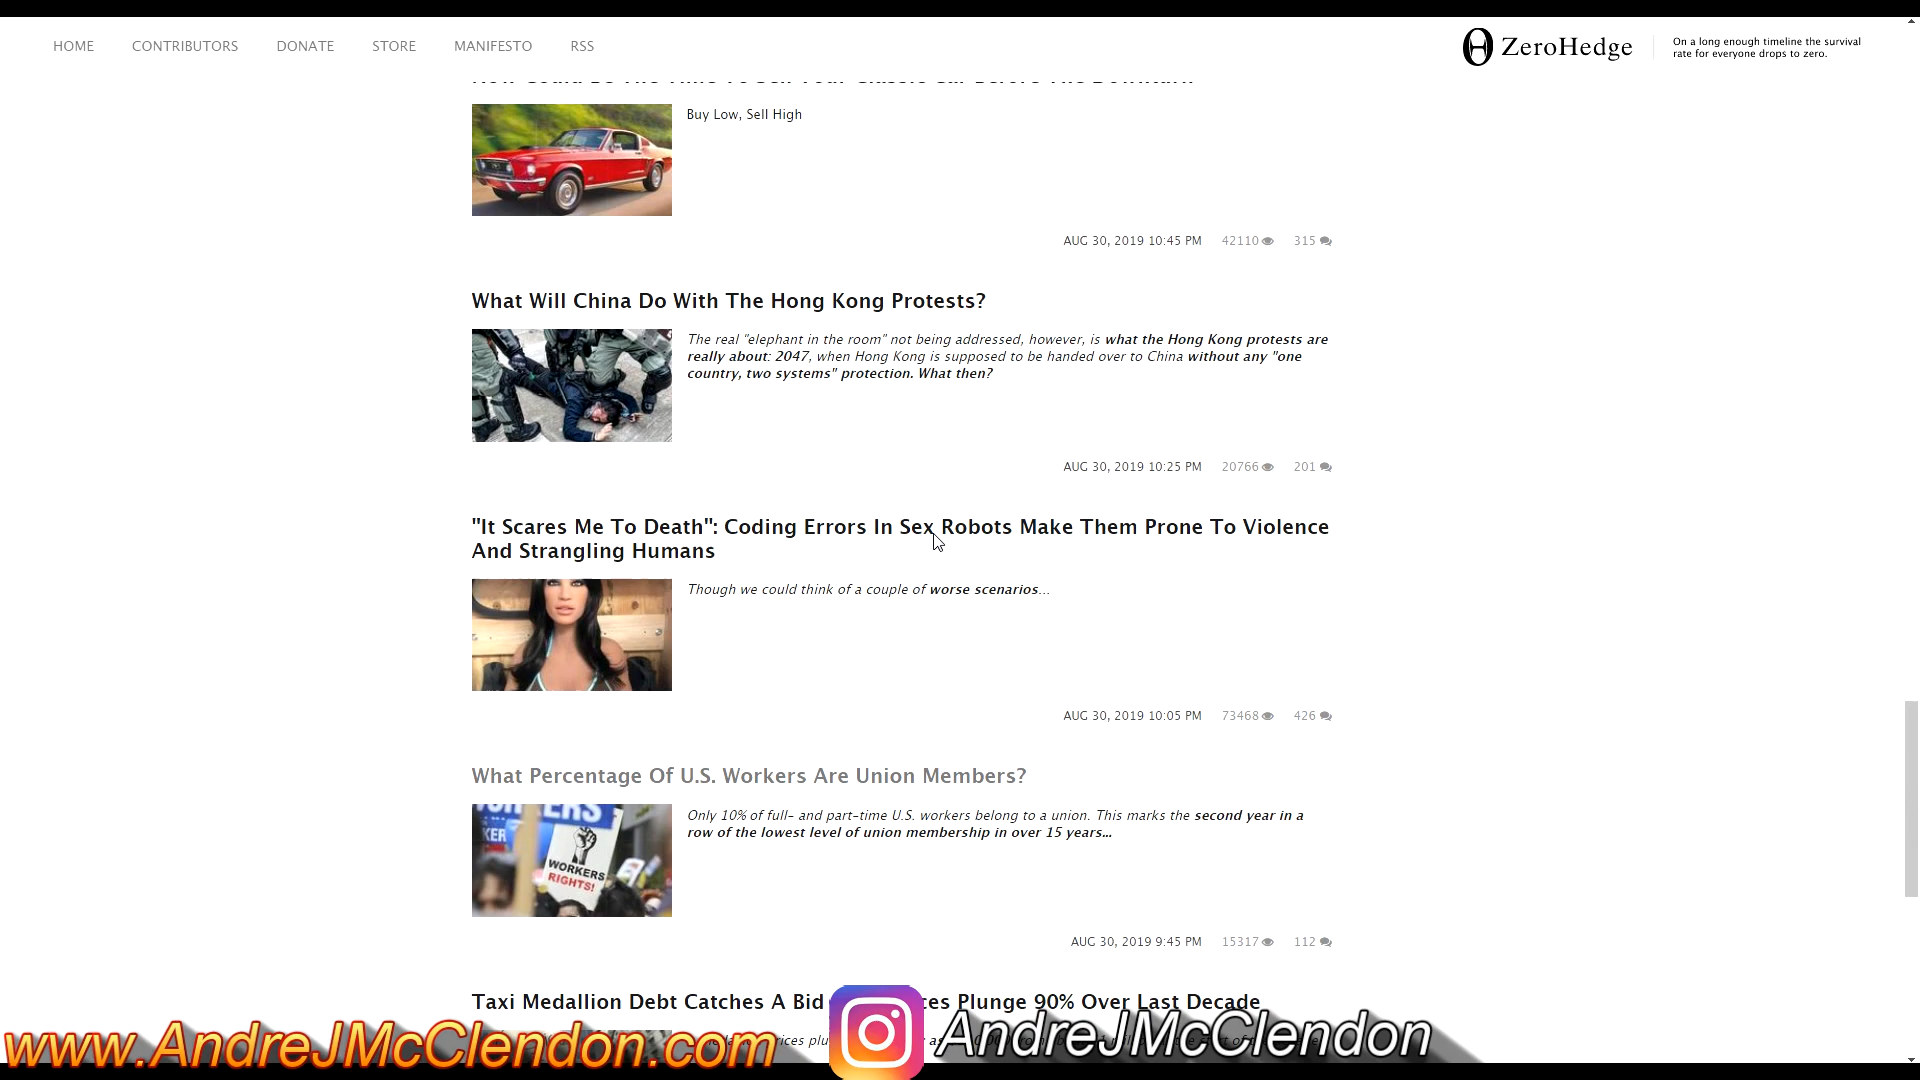 HOME CONTRIBUTORS DONATE STORE MANIFESTO RSS
ZeroHedge
On a long enough timeline the survival
rate for everyone drops to zero.
Buy Low, Sell High
AUG 30, 2019 10:45 PM 42110 315
What Will China Do With The Hong Kong Protests?
The real "elephant in the room" not being addressed, however, is what the Hong Kong protests are
really about: 2047, when Hong Kong is supposed to be handed over to China without any "one
country, two systems" protection. What then?
AUG 30, 2019 10:25 PM 20766 201
"It Scares Me To Death": Coding Errors In Sex Robots Make Them Prone To Violence
And Strangling Humans
Though we could think of a couple of worse scenarios...
AUG 30, 2019 10:05 PM 73468 426
What Percentage Of U.S. Workers Are Union Members?
WORKERS
RIGHTS!
Only 10% of full- and part-time U.S. workers belong to a union. This marks the second year in a
row of the lowest level of union membership in over 15 years...
AUG 30, 2019 9:45 PM 15317 112
Taxi Medallion Debt Catches A Bid Plunge 90% Over Last Decade
www.AndreJMcClendon.com
AndreJMcClendon